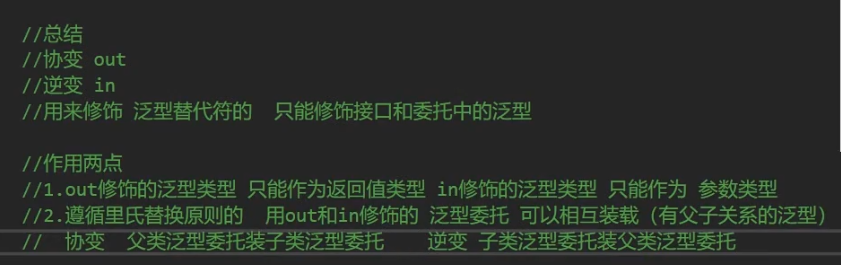 //总结
//协变 out
//逆变 in
//用来修饰 泛型替代符的  只能修饰接口和委托中的泛型
//作用两点
//1.out修饰的泛型类型 只能作为返回值类型 in修饰的泛型类型 只能作为 参数类型
//2.遵循里氏替换原则的  用out和in修饰的 泛型委托 可以相互装载（有父子关系的泛型）
//  协变  父类泛型委托装子类泛型委托    逆变 子类泛型委托装父类泛型委托